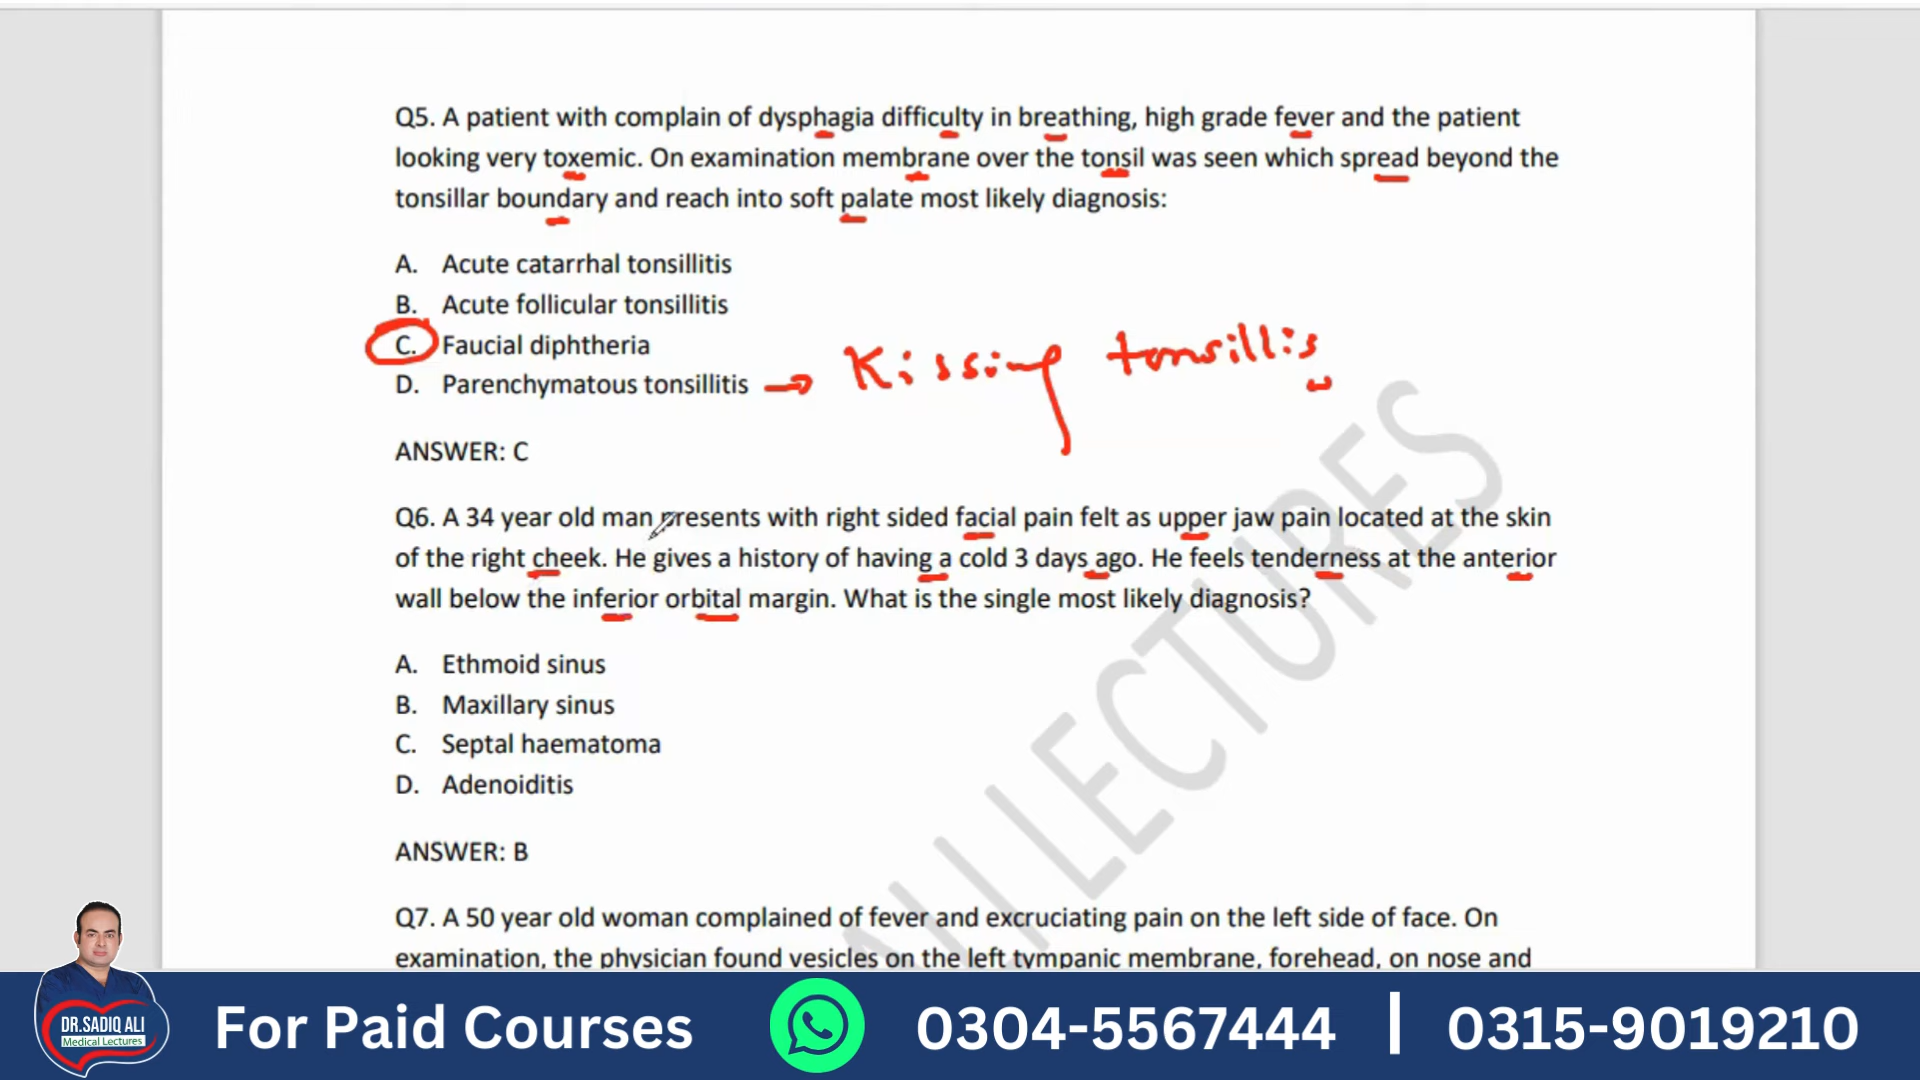 Q5. A patient with complain of dysphagia difficulty in breathing, high grade fever and the patient
looking very toxemic. On examination membrane over the tonsil was seen which spread beyond the
tonsillar boundary and reach into soft palate most likely diagnosis:
A. Acute catarrhal tonsillitis
B. Acute follicular tonsillitis
C. Faucial diphtheria
D. Parenchymatous tonsillitis → Kissing tonsillis
ANSWER: C
Q6. A 34 year old man presents with right sided facial pain felt as upper jaw pain located at the skin
of the right cheek. He gives a history of having a cold 3 days ago. He feels tenderness at the anterior
wall below the inferior orbital margin. What is the single most likely diagnosis?
A. Ethmoid sinus
B. Maxillary sinus
C. Septal haematoma
D. Adenoiditis
ANSWER: B
Q7. A 50 year old woman complained of fever and excruciating pain on the left side of face. On
examination, the physician found vesicles on the left tympanic membrane, forehead, on nose and
ALI LECTURES
DR.SADIQ ALI
Medical Lectures
For Paid Courses
0304-5567444 | 0315-9019210